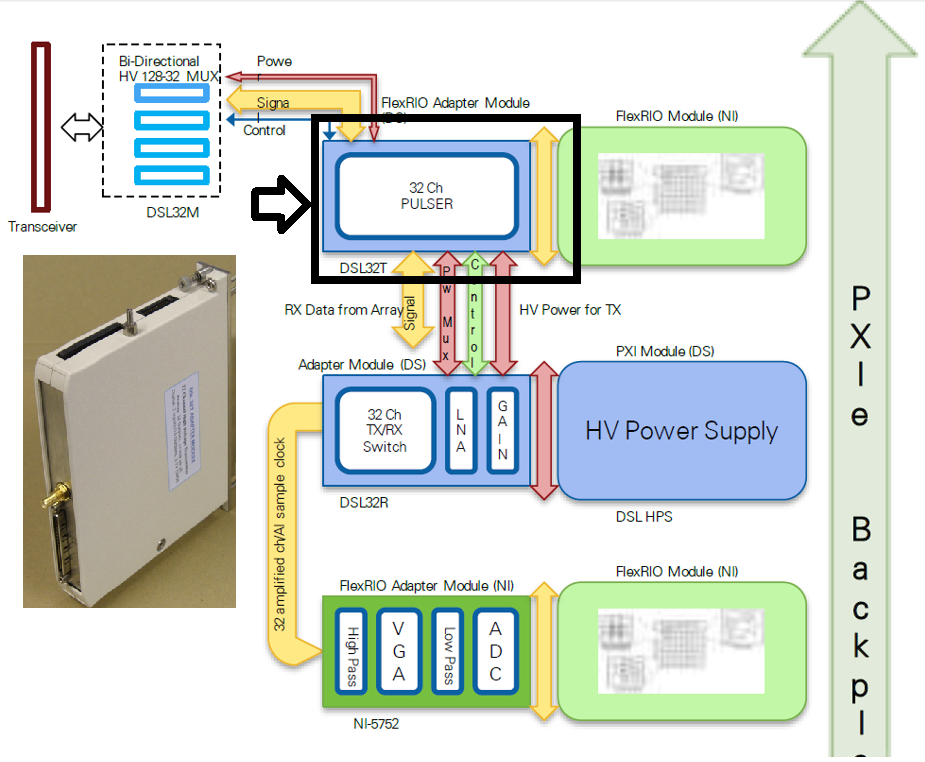 Bi-Directional
HV 128-32 MUX
Powe
r
Signa
l
Control
DSL32M
Transceiver
FlexRIO Adapter Module
(DS)
32 Ch
PULSER
DSL32T
FlexRIO Module (NI)
RX Data from Array
Signal
Pw Mux
C
ntrol
HV Power for TX
Adapter Module (DS)
32 Ch
TX/RX
Switch
LNA
GAIN
DSL32R
PXI Module (DS)
HV Power Supply
DSL HPS
32 amplified ch/AI sample clock
FlexRIO Adapter Module (NI)
High Pass
VGA
Low Pass
ADC
NI-5752
FlexRIO Module (NI)
PXIe Backpl